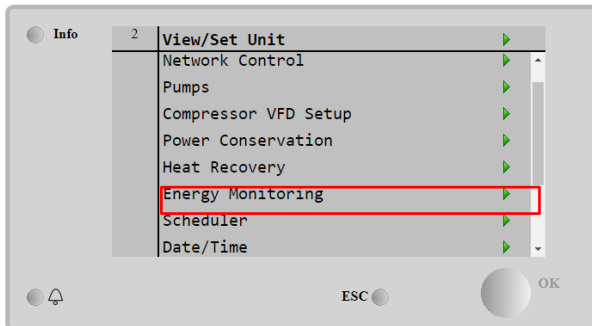 Info
2
View/Set Unit
Network Control
Pumps
Compressor VFD Setup
Power Conservation
Heat Recovery
Energy Monitoring
Scheduler
Date/Time
ESC
OK